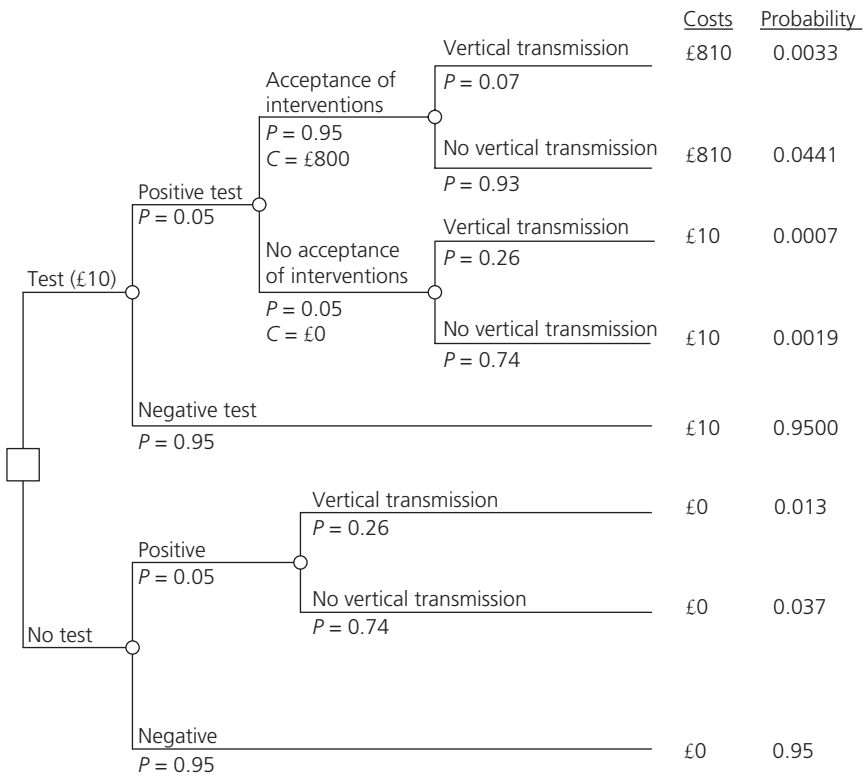 Costs Probability
Vertical transmission £810 0.0033
P = 0.07
Acceptance of
interventions
P = 0.95
C = £800
No vertical transmission £810 0.0441
P = 0.93
Positive test
P = 0.05
Vertical transmission £10 0.0007
P = 0.26
No acceptance
of interventions
P = 0.05
C = £0
No vertical transmission £10 0.0019
P = 0.74
Test (£10)
Negative test
P = 0.95 £10 0.9500
Vertical transmission £0 0.013
P = 0.26
Positive
P = 0.05
No vertical transmission £0 0.037
P = 0.74
No test
Negative
P = 0.95 £0 0.95